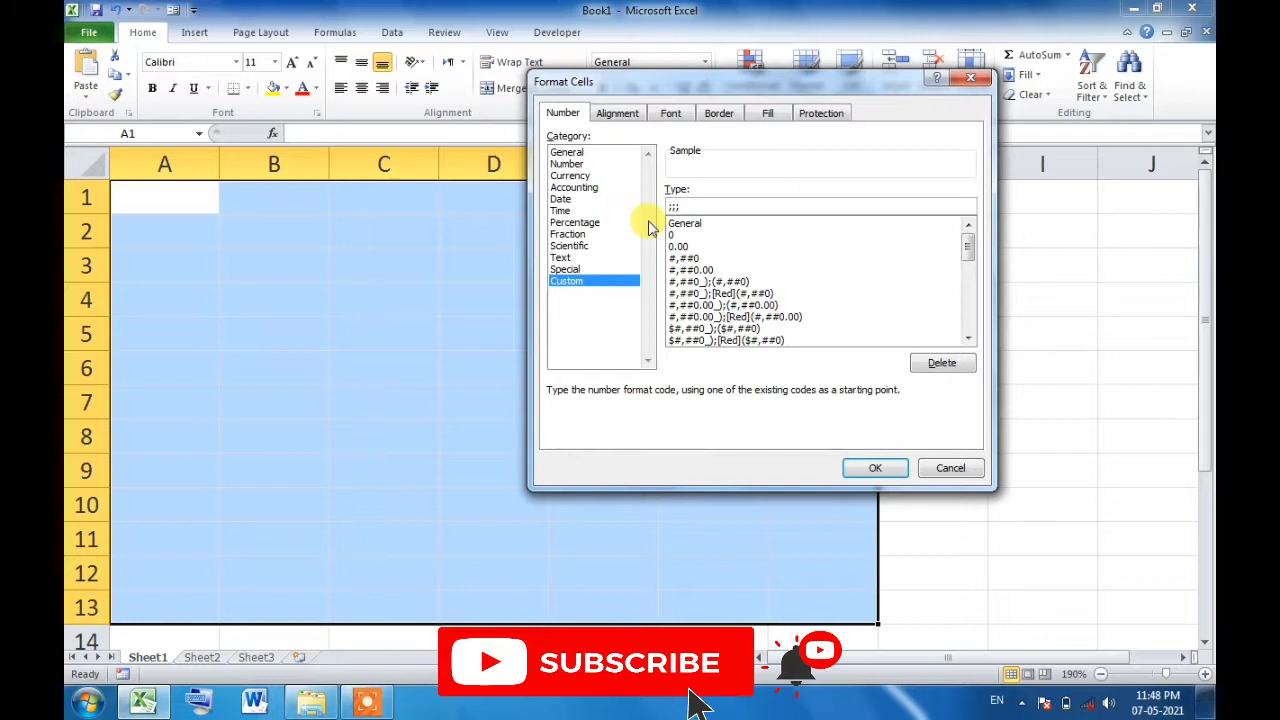 Book1 - Microsoft Excel
File Home Insert Page Layout Formulas Data Review View Developer
Paste
Calibri 11
Wrap Text
General
AutoSum
Fill
Clear
Sort & Filter
Find & Select
Clipboard Font Alignment Editing
A1 fx
A B C D I J
1
2
3
4
5
6
7
8
9
10
11
12
13
14
Format Cells
Number Alignment Font Border Fill Protection
Category:
General
Number
Currency
Accounting
Date
Time
Percentage
Fraction
Scientific
Text
Special
Custom
Sample
Type:
;;;
General
0
0.00
#,##0
#,##0.00
#,##0_);(#,##0)
#,##0_);[Red](#,##0)
#,##0.00_);(#,##0.00)
#,##0.00_);[Red](#,##0.00)
$#,##0_);($#,##0)
$#,##0_);[Red]($#,##0)
Delete
Type the number format code, using one of the existing codes as a starting point.
OK Cancel
Sheet1 Sheet2 Sheet3
SUBSCRIBE
Ready
190%
EN
11:48 PM
07-05-2021